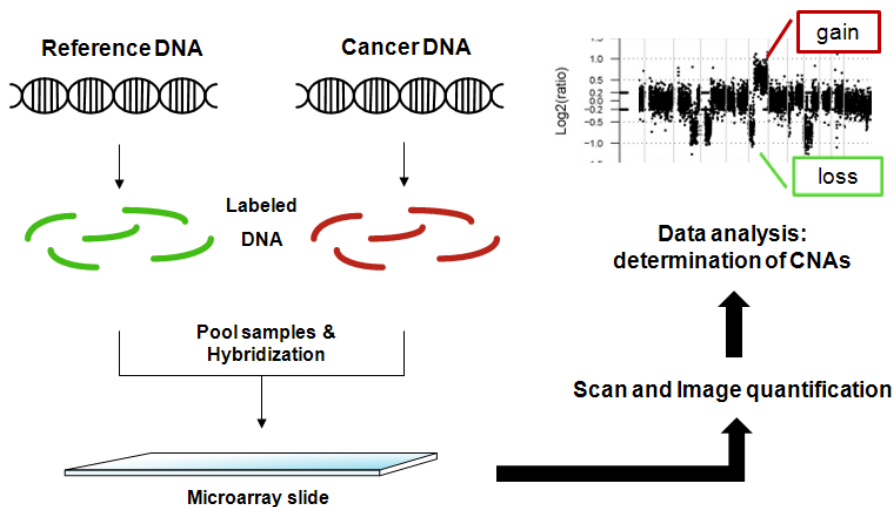 Reference DNA
Cancer DNA
Labeled
DNA
Pool samples &
Hybridization
Microarray slide
Scan and Image quantification
Data analysis:
determination of CNAs
gain
loss
Log2(ratio)
1.0
0.5
0.2
0.0
-0.2
-0.5
-1.0